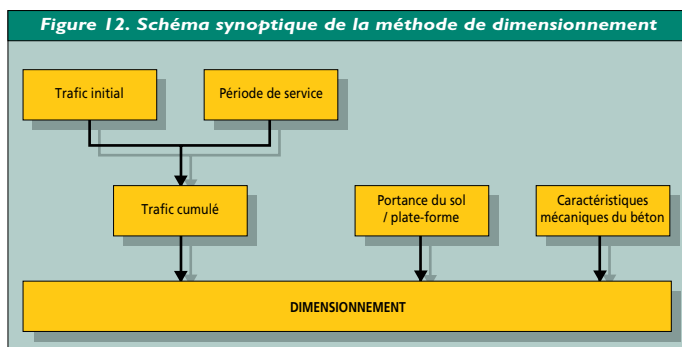 Figure 12. Schéma synoptique de la méthode de dimensionnement
Trafic initial
Période de service
Trafic cumulé
Portance du sol
/ plate-forme
Caractéristiques
mécaniques du béton
DIMENSIONNEMENT